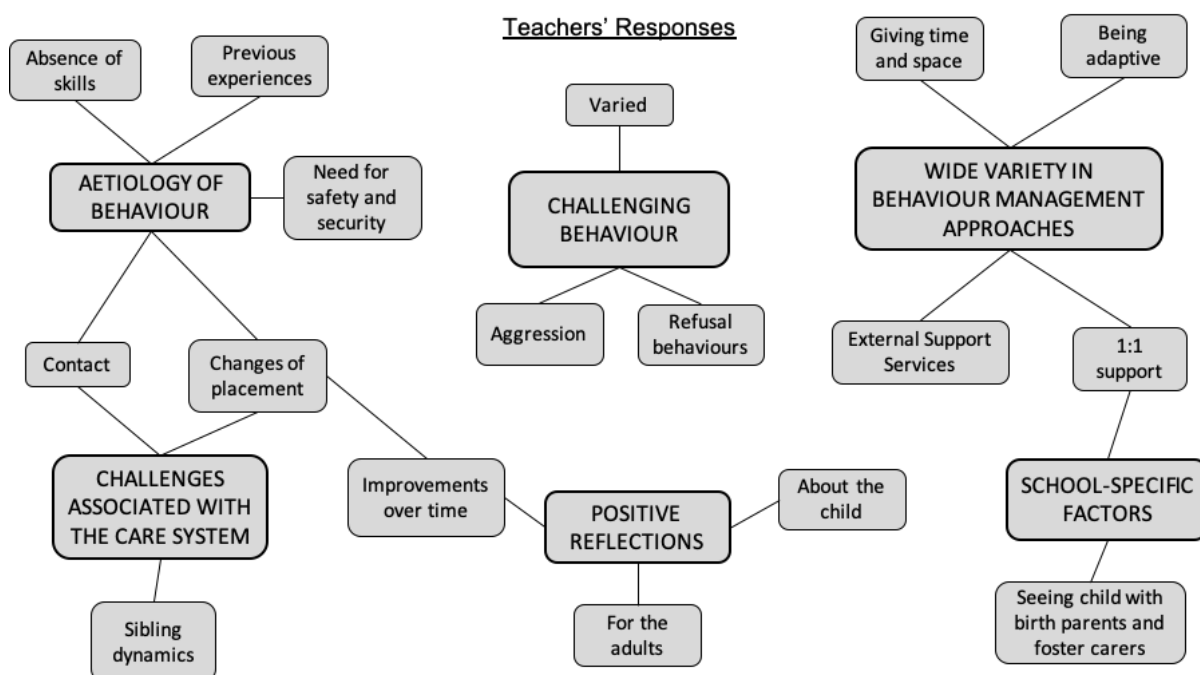 Teachers' Responses
Absence of
skills
Previous
experiences
AETIOLOGY OF
BEHAVIOUR
Need for
safety and
security
Contact
Changes of
placement
CHALLENGES
ASSOCIATED WITH
THE CARE SYSTEM
Sibling
dynamics
Varied
CHALLENGING
BEHAVIOUR
Aggression
Refusal
behaviours
Improvements
over time
POSITIVE
REFLECTIONS
About the
child
For the
adults
Giving time
and space
Being
adaptive
WIDE VARIETY IN
BEHAVIOUR MANAGEMENT
APPROACHES
External Support
Services
1:1
support
SCHOOL-SPECIFIC
FACTORS
Seeing child with
birth parents and
foster carers